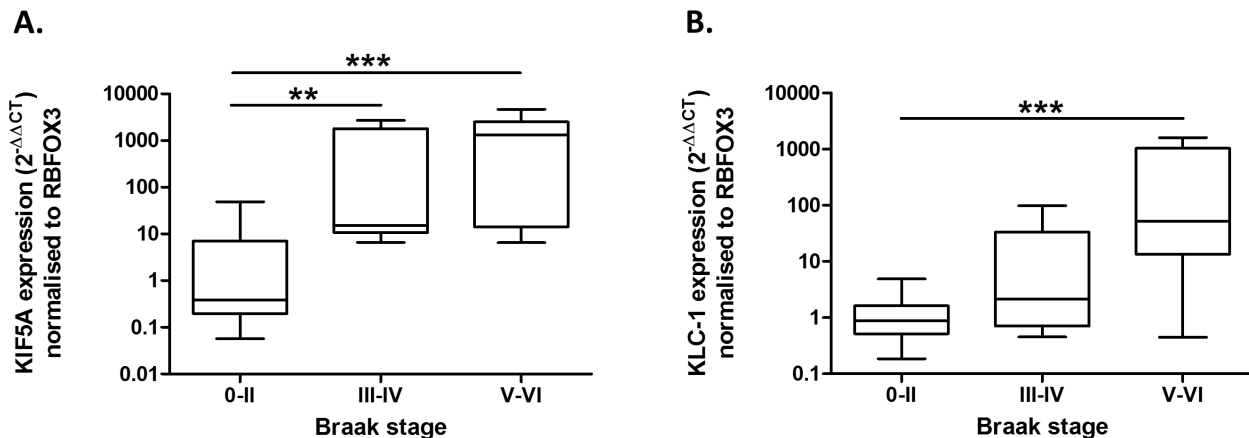 A.
KIF5A expression (2-ΔΔCT)
normalised to RBFOX3
***
**
10000
1000
100
10
1
0.1
0.01
0-II III-IV V-VI
Braak stage
B.
KLC-1 expression (2-ΔΔCT)
normalised to RBFOX3
***
10000
1000
100
10
1
0.1
0-II III-IV V-VI
Braak stage